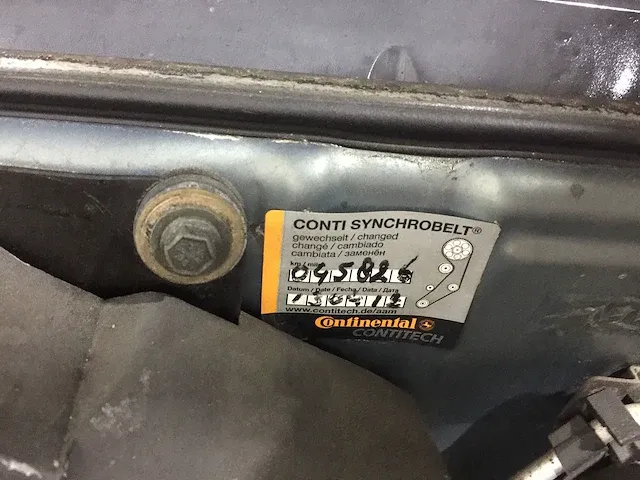 CONTI SYNCHROBELT®
gewechselt / changed
changé / cambiado
cambiata / заменён
km / miles
Datum / Date / Fecha / Data / Дата
www.contitech.de/aam
Continental
CONTITECH